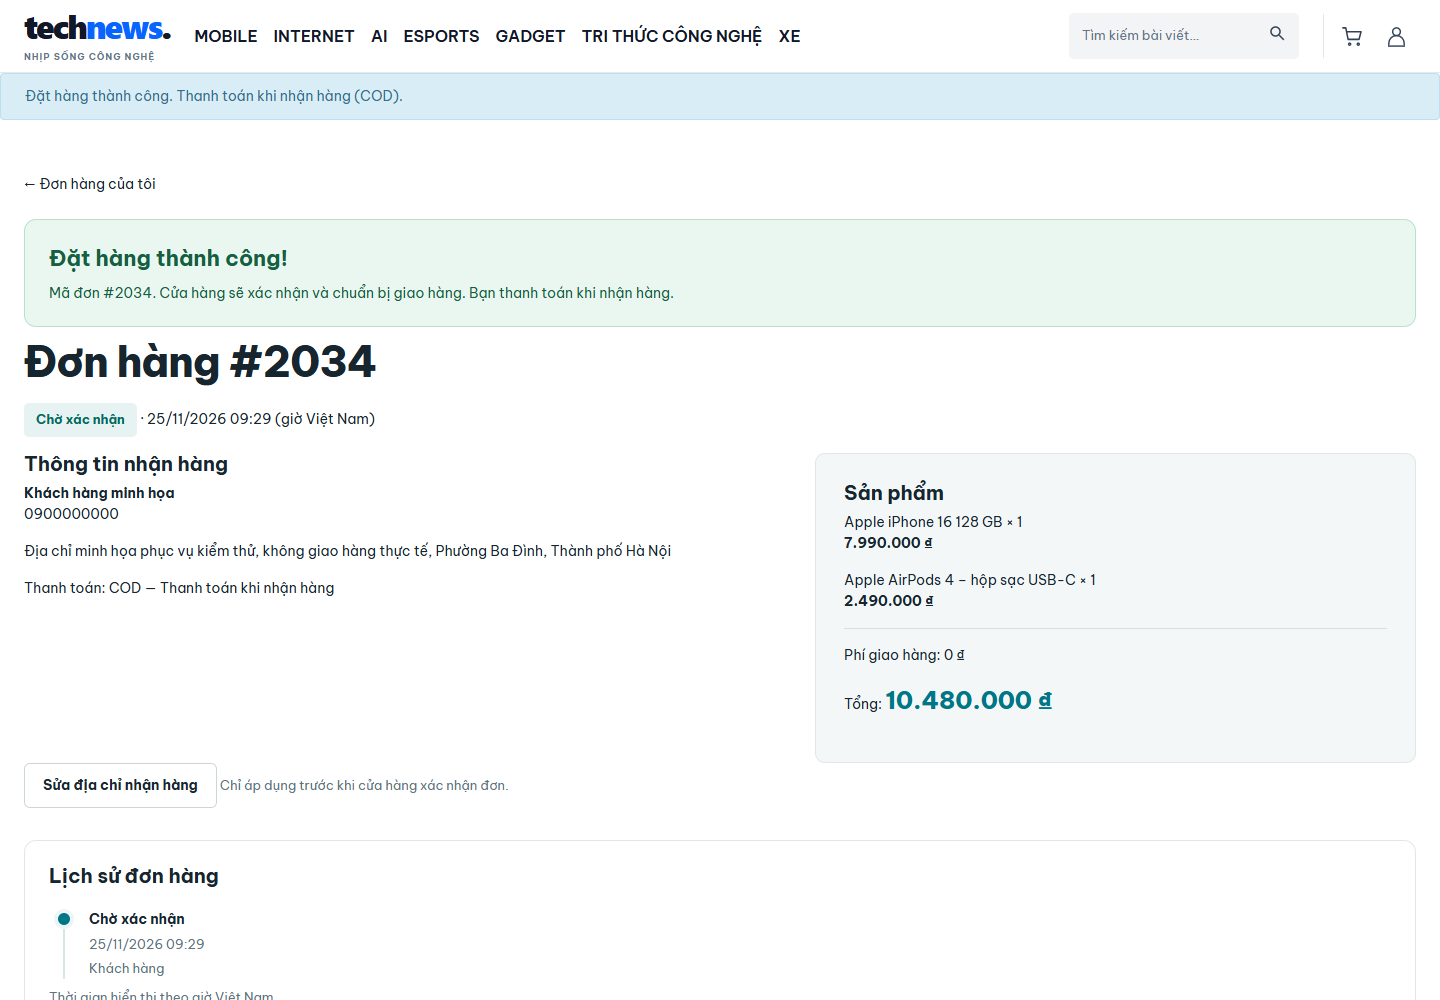 technews.
NHỊP SỐNG CÔNG NGHỆ
MOBILE INTERNET AI ESPORTS GADGET TRI THỨC CÔNG NGHỆ XE
Tìm kiếm bài viết...
Đặt hàng thành công. Thanh toán khi nhận hàng (COD).
← Đơn hàng của tôi
Đặt hàng thành công!
Mã đơn #2034. Cửa hàng sẽ xác nhận và chuẩn bị giao hàng. Bạn thanh toán khi nhận hàng.
Đơn hàng #2034
Chờ xác nhận · 25/11/2026 09:29 (giờ Việt Nam)
Thông tin nhận hàng
Khách hàng minh họa
0900000000
Địa chỉ minh họa phục vụ kiểm thử, không giao hàng thực tế, Phường Ba Đình, Thành phố Hà Nội
Thanh toán: COD — Thanh toán khi nhận hàng
Sản phẩm
Apple iPhone 16 128 GB × 1
7.990.000 ₫
Apple AirPods 4 – hộp sạc USB-C × 1
2.490.000 ₫
Phí giao hàng: 0 ₫
Tổng: 10.480.000 ₫
Sửa địa chỉ nhận hàng Chỉ áp dụng trước khi cửa hàng xác nhận đơn.
Lịch sử đơn hàng
Chờ xác nhận
25/11/2026 09:29
Khách hàng
Thời gian hiển thị theo giờ Việt Nam